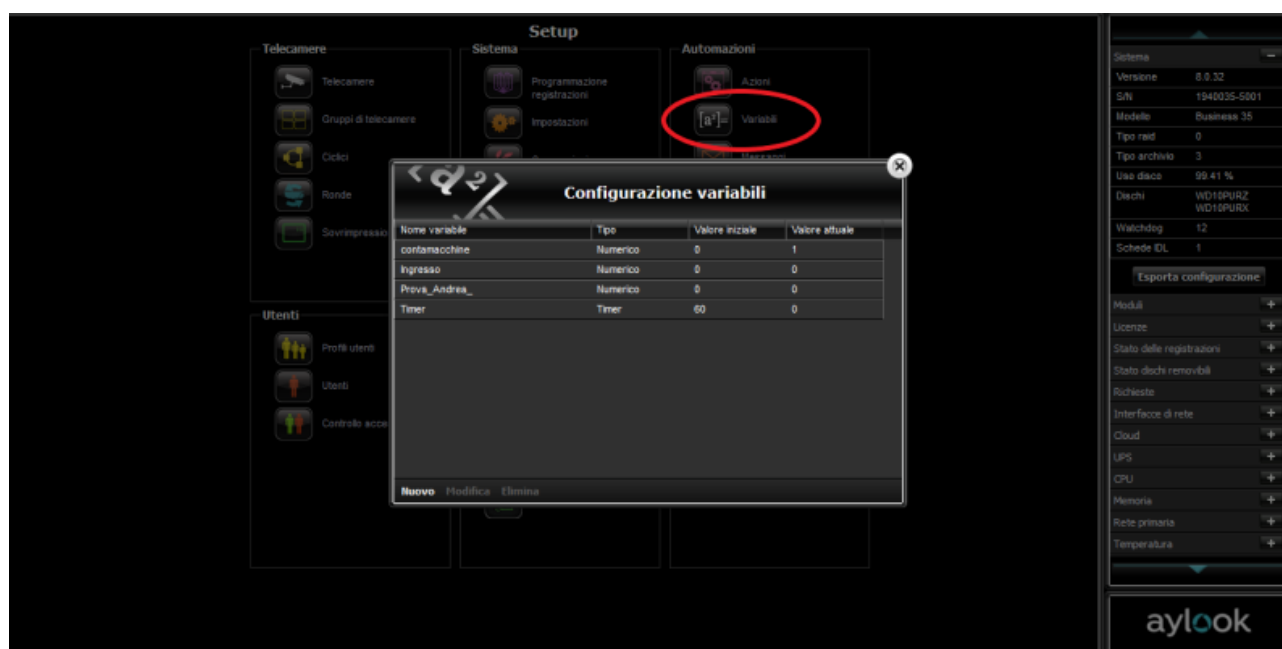 Setup
Telecamere
Telecamere
Gruppi di telecamere
Ciclici
Ronde
Sovrimpressio
Sistema
Programmazione
registrazioni
Impostazioni
Automazioni
Azioni
[a²]=
Variabili
Messaggi
Utenti
Profili utenti
Utenti
Controllo acce
Configurazione variabili
Nome variabile Tipo Valore iniziale Valore attuale
contamacchine Numerico 0 1
Ingresso Numerico 0 0
Prova_Andrea_ Numerico 0 0
Timer Timer 60 0
Nuovo Modifica Elimina
Sistema −
Versione 8.0.32
S/N 1940035-S001
Modello Business 35
Tipo raid 0
Tipo archivio 3
Uso disco 99.41 %
Dischi WD10PURZ
WD10PURX
Watchdog 12
Schede IDL 1
Esporta configurazione
Moduli +
Licenze +
Stato delle registrazioni +
Stato dischi removibili +
Richieste +
Interfacce di rete +
Cloud +
UPS +
CPU +
Memoria +
Rete primaria +
Temperatura +
aylook